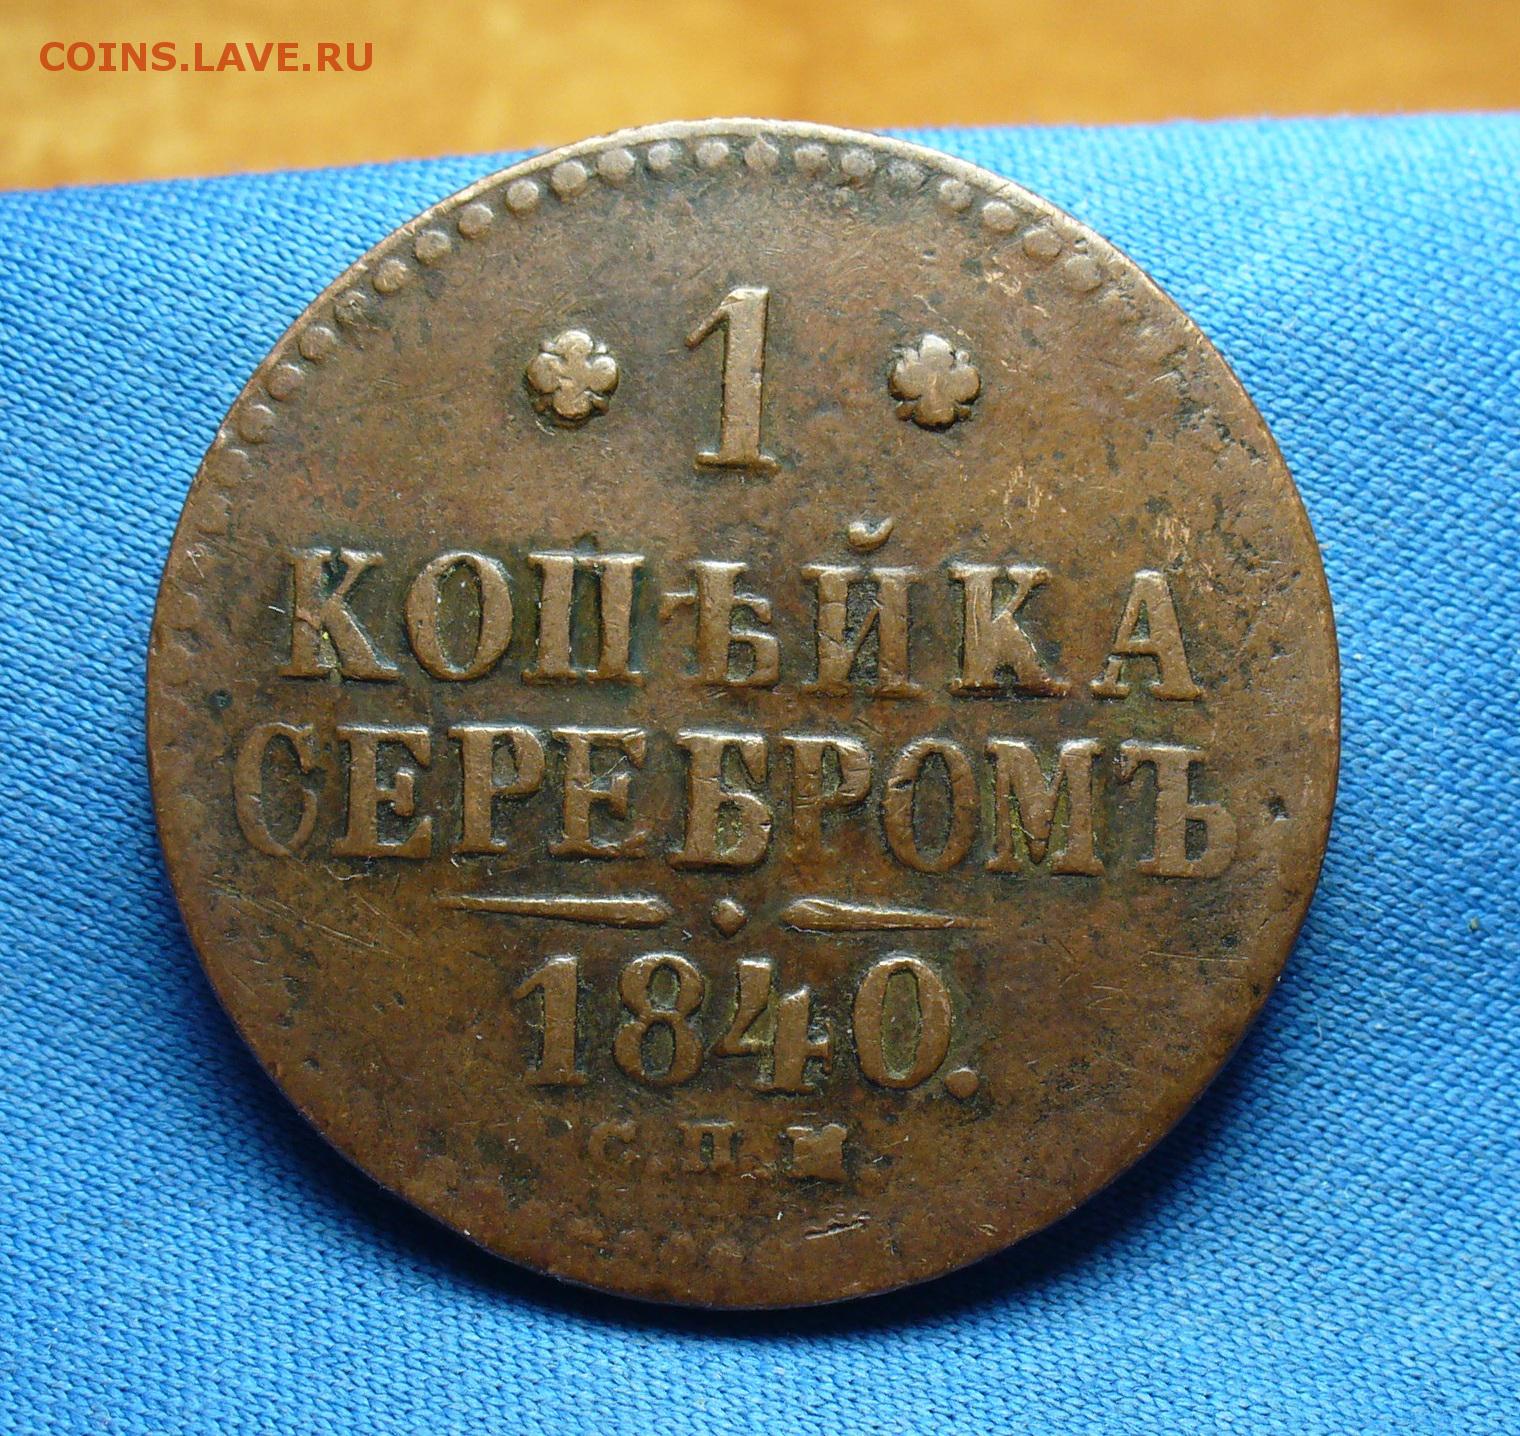 COINS.LAVE.RU
1
КОПѢЙКА
СЕРЕБРОМЪ
1840.
С.П.М.